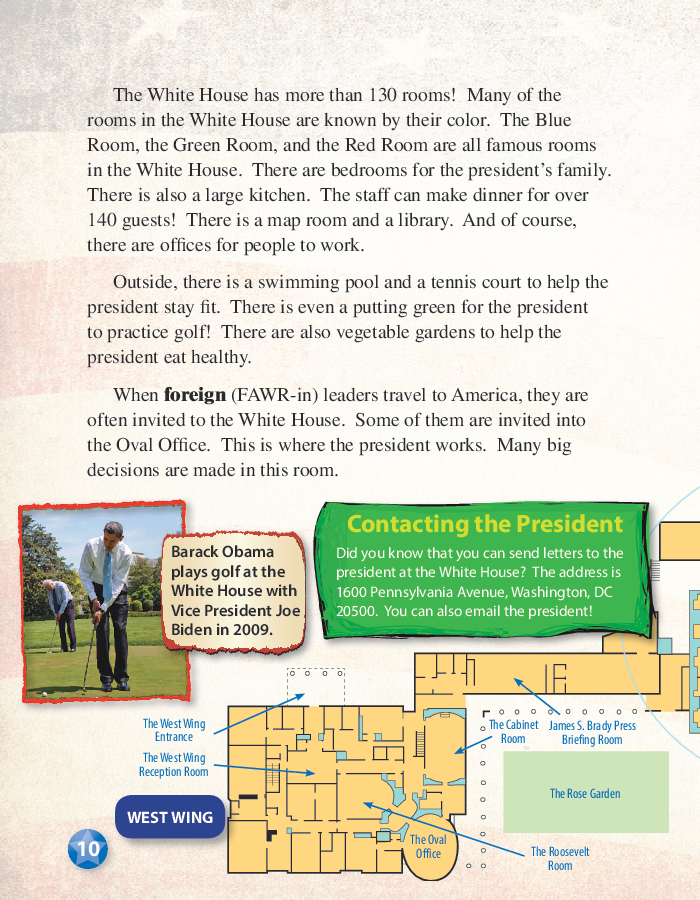 The White House has more than 130 rooms!  Many of the
rooms in the White House are known by their color.  The Blue
Room, the Green Room, and the Red Room are all famous rooms
in the White House.  There are bedrooms for the president’s family.
There is also a large kitchen.  The staff can make dinner for over
140 guests!  There is a map room and a library.  And of course,
there are offices for people to work.
Outside, there is a swimming pool and a tennis court to help the
president stay fit.  There is even a putting green for the president
to practice golf!  There are also vegetable gardens to help the
president eat healthy.
When foreign (FAWR-in) leaders travel to America, they are
often invited to the White House.  Some of them are invited into
the Oval Office.  This is where the president works.  Many big
decisions are made in this room.
Barack Obama
plays golf at the
White House with
Vice President Joe
Biden in 2009.
Contacting the President
Did you know that you can send letters to the
president at the White House?  The address is
1600 Pennsylvania Avenue, Washington, DC
20500.  You can also email the president!
The West Wing
Entrance
The West Wing
Reception Room
WEST WING
The Cabinet
Room
James S. Brady Press
Briefing Room
The Rose Garden
The Oval
Office
The Roosevelt
Room
10